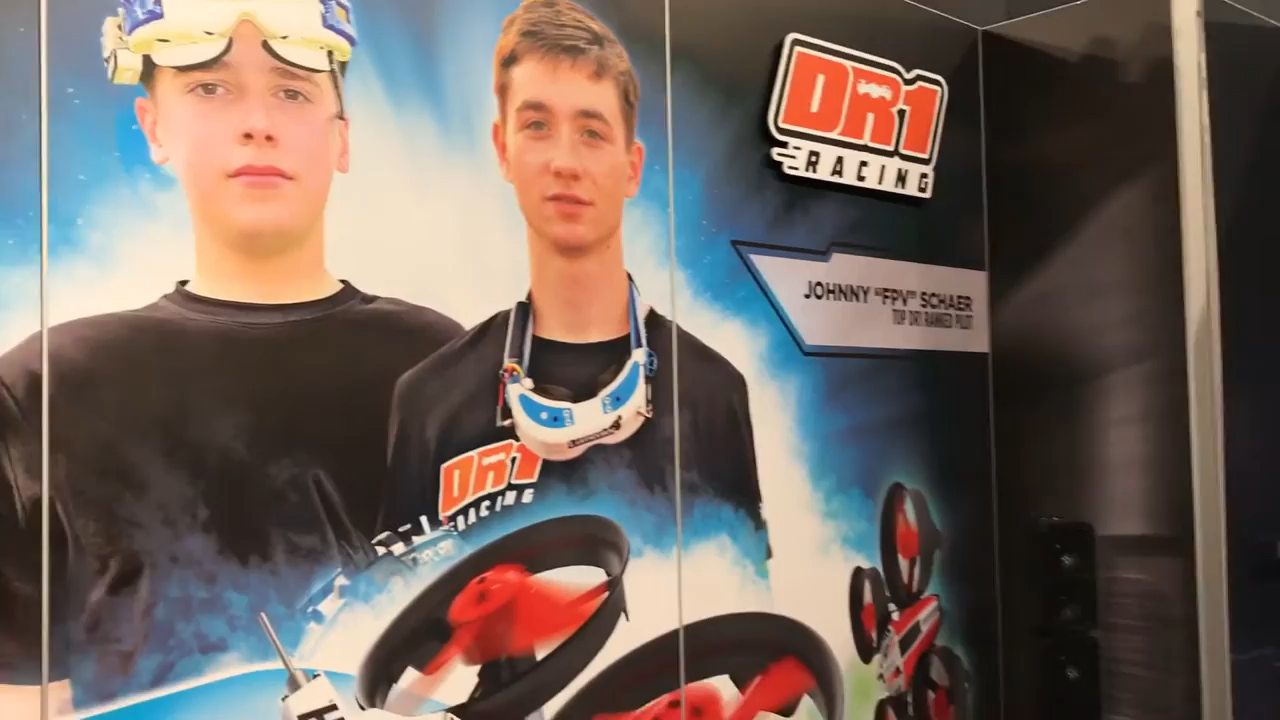 DR1
RACING
JOHNNY "FPV" SCHAER
TOP DR1 RANKED PILOT
DR1
RACING